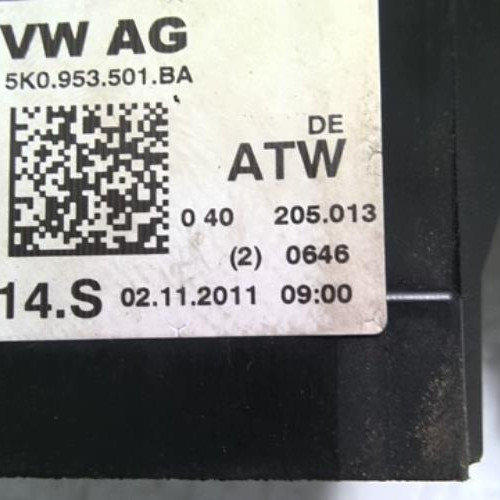 VW AG
5K0.953.501.BA
DE
ATW
0 40 205.013
(2) 0646
14.S 02.11.2011 09:00